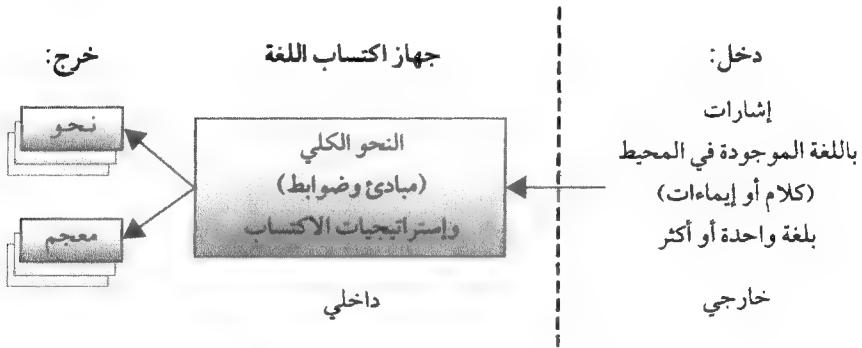 دخل:
إشارات
باللغة الموجودة في المحيط
(كلام أو إيماءات)
بلغة واحدة أو أكثر
خارجي
جهاز اكتساب اللغة
النحو الكلي
(مبادئ وضوابط)
وإستراتيجيات الاكتساب
داخلي
خرج:
نحو
معجم